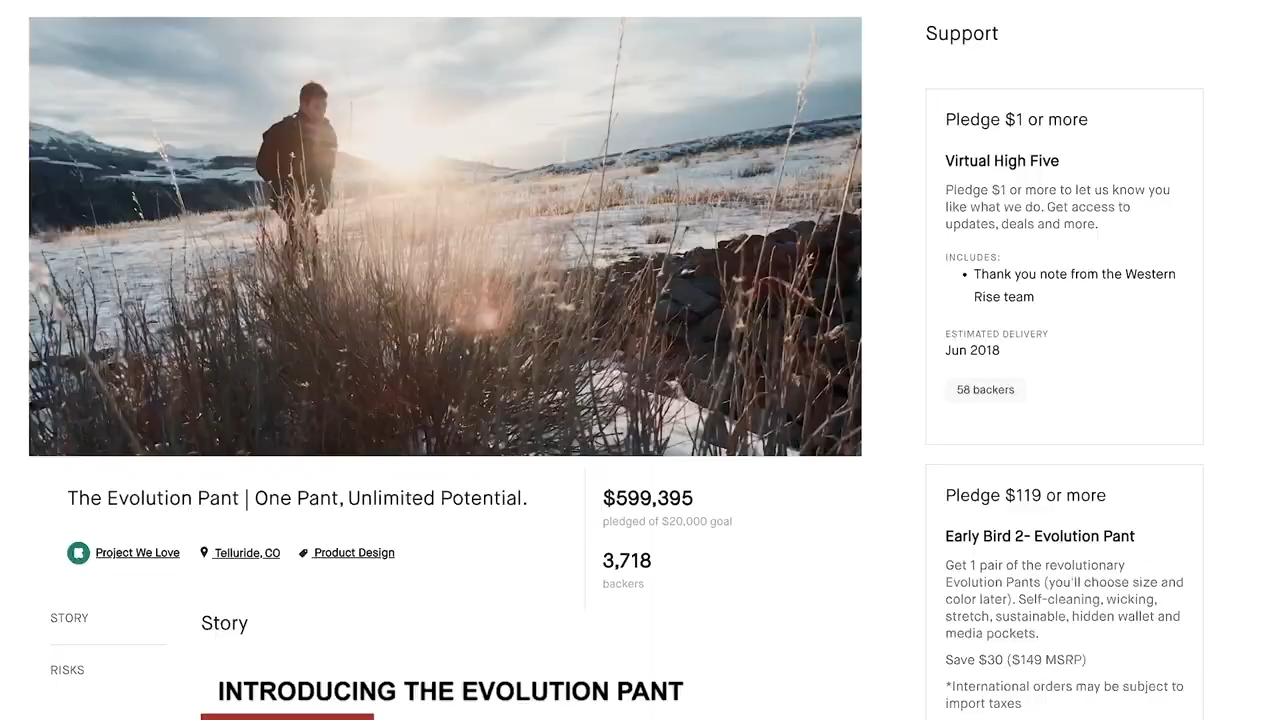 Support
Pledge $1 or more
Virtual High Five
Pledge $1 or more to let us know you
like what we do. Get access to
updates, deals and more.
INCLUDES:
• Thank you note from the Western
Rise team
ESTIMATED DELIVERY
Jun 2018
58 backers
The Evolution Pant | One Pant, Unlimited Potential.
Project We Love Telluride, CO Product Design
$599,395
pledged of $20,000 goal
3,718
backers
STORY
RISKS
Story
INTRODUCING THE EVOLUTION PANT
Pledge $119 or more
Early Bird 2- Evolution Pant
Get 1 pair of the revolutionary
Evolution Pants (you'll choose size and
color later). Self-cleaning, wicking,
stretch, sustainable, hidden wallet and
media pockets.
Save $30 ($149 MSRP)
*International orders may be subject to
import taxes